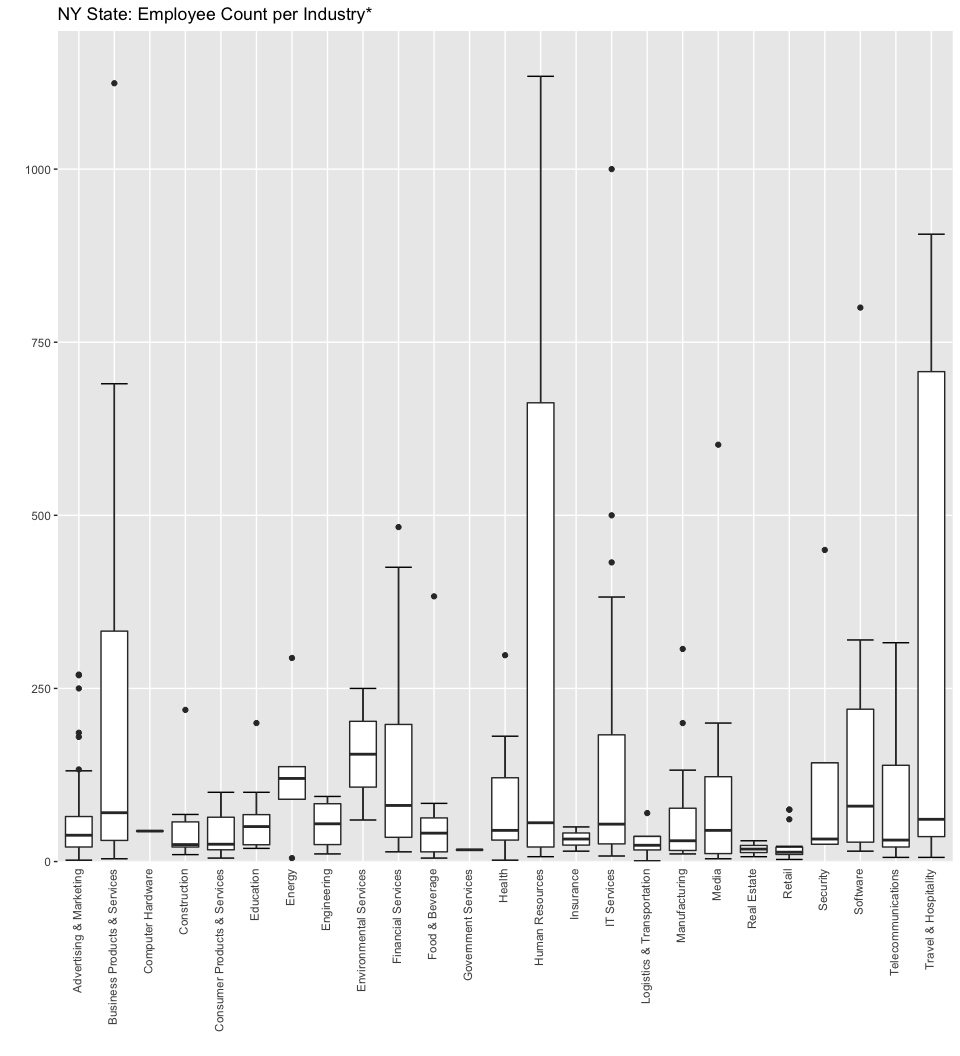 NY State: Employee Count per Industry*
1000
750
500
250
0
Advertising & Marketing
Business Products & Services
Computer Hardware
Construction
Consumer Products & Services
Education
Energy
Engineering
Environmental Services
Financial Services
Food & Beverage
Government Services
Health
Human Resources
Insurance
IT Services
Logistics & Transportation
Manufacturing
Media
Real Estate
Retail
Security
Software
Telecommunications
Travel & Hospitality